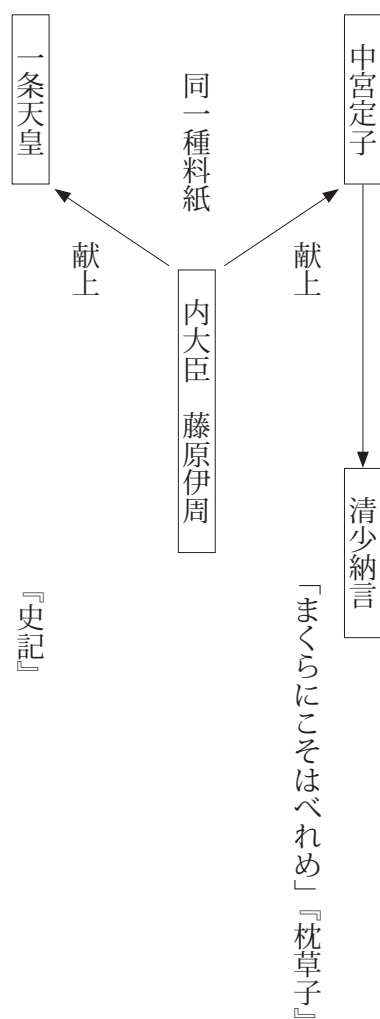 中宮定子
清少納言
献上
「まくらにこそはべれめ」『枕草子』
同一種料紙
内大臣　藤原伊周
献上
一条天皇
『史記』